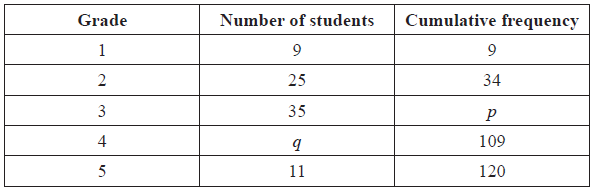 Grade Number of students Cumulative frequency
1 9 9
2 25 34
3 35 p
4 q 109
5 11 120